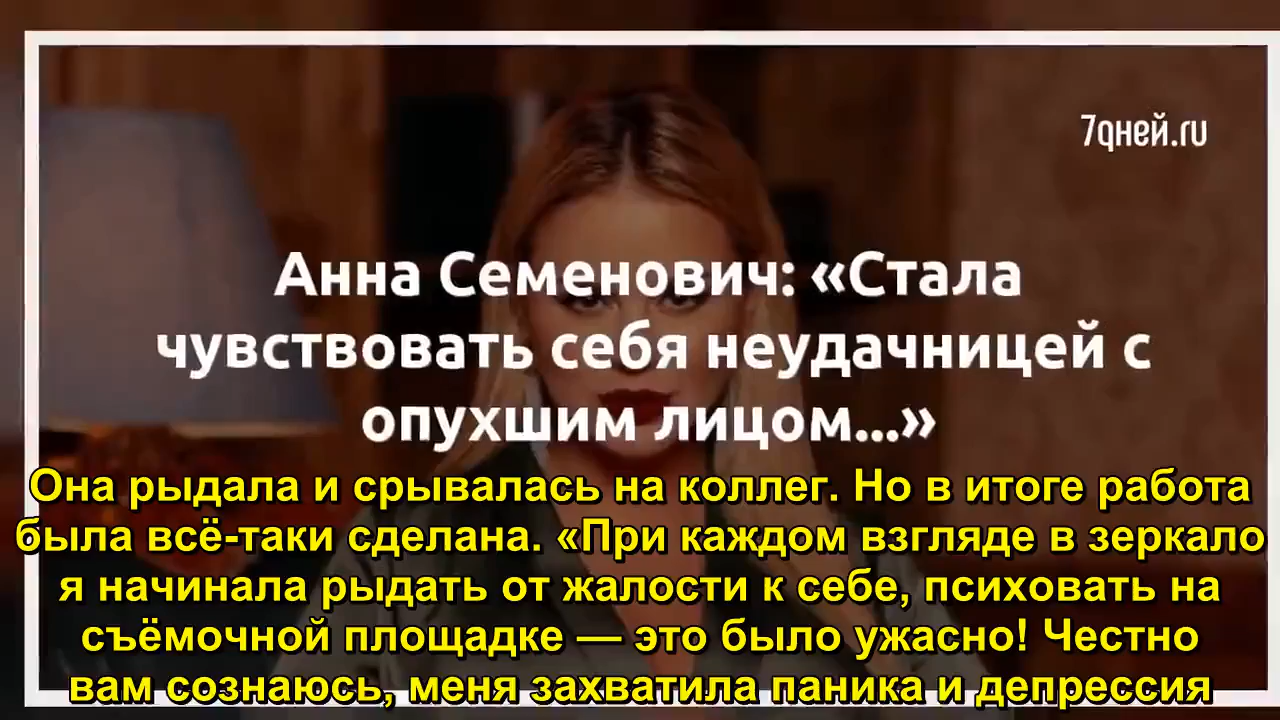 7дней.ru
Анна Семенович: «Стала
чувствовать себя неудачницей с
опухшим лицом...»
Она рыдала и срывалась на коллег. Но в итоге работа
была всё-таки сделана. «При каждом взгляде в зеркало
я начинала рыдать от жалости к себе, психовать на
съёмочной площадке — это было ужасно! Честно
вам сознаюсь, меня захватила паника и депрессия